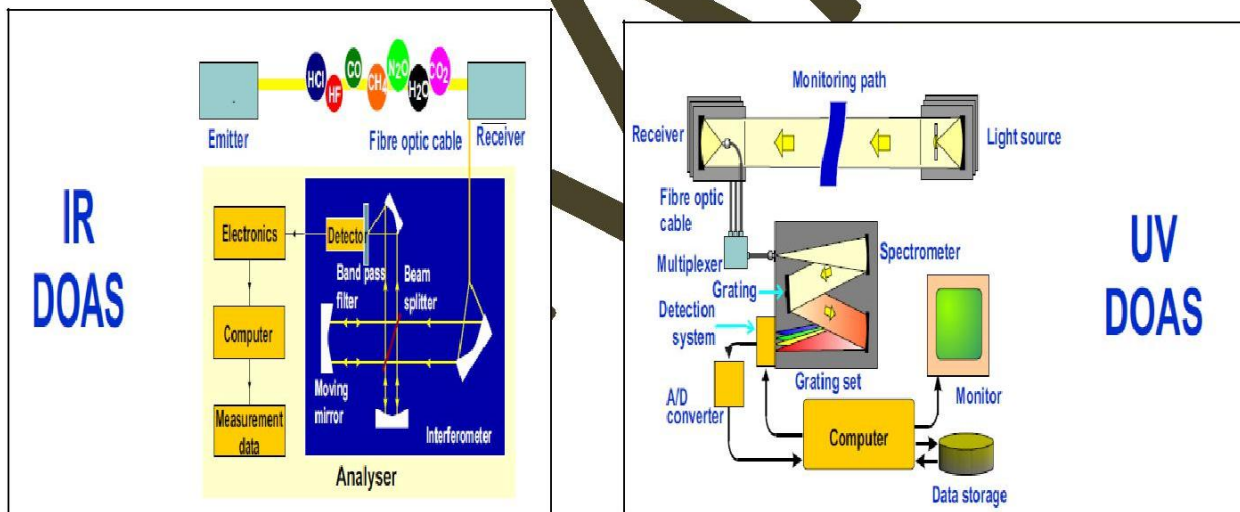 IR
DOAS
Emitter
HCl
HF
CO
CH4
N2O
H2O
CO2
Fibre optic cable
Receiver
Electronics
Detector
Band pass
filter
Beam
splitter
Computer
Moving
mirror
Measurement
data
Interferometer
Analyser
Monitoring path
Receiver
Light source
Fibre optic
cable
Multiplexer
Spectrometer
Grating
Detection
system
Grating set
A/D
converter
Monitor
Computer
Data storage
UV
DOAS